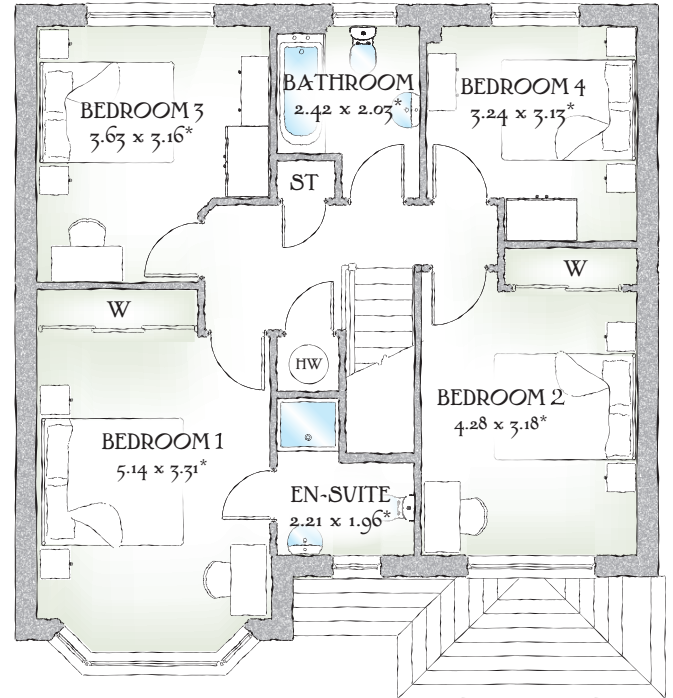 BATHROOM
2.42 x 2.03*
BEDROOM 4
3.24 x 3.13*
BEDROOM 3
3.63 x 3.16*
ST
W
W
HW
BEDROOM 2
4.28 x 3.18*
BEDROOM 1
5.14 x 3.31*
EN-SUITE
2.21 x 1.96*